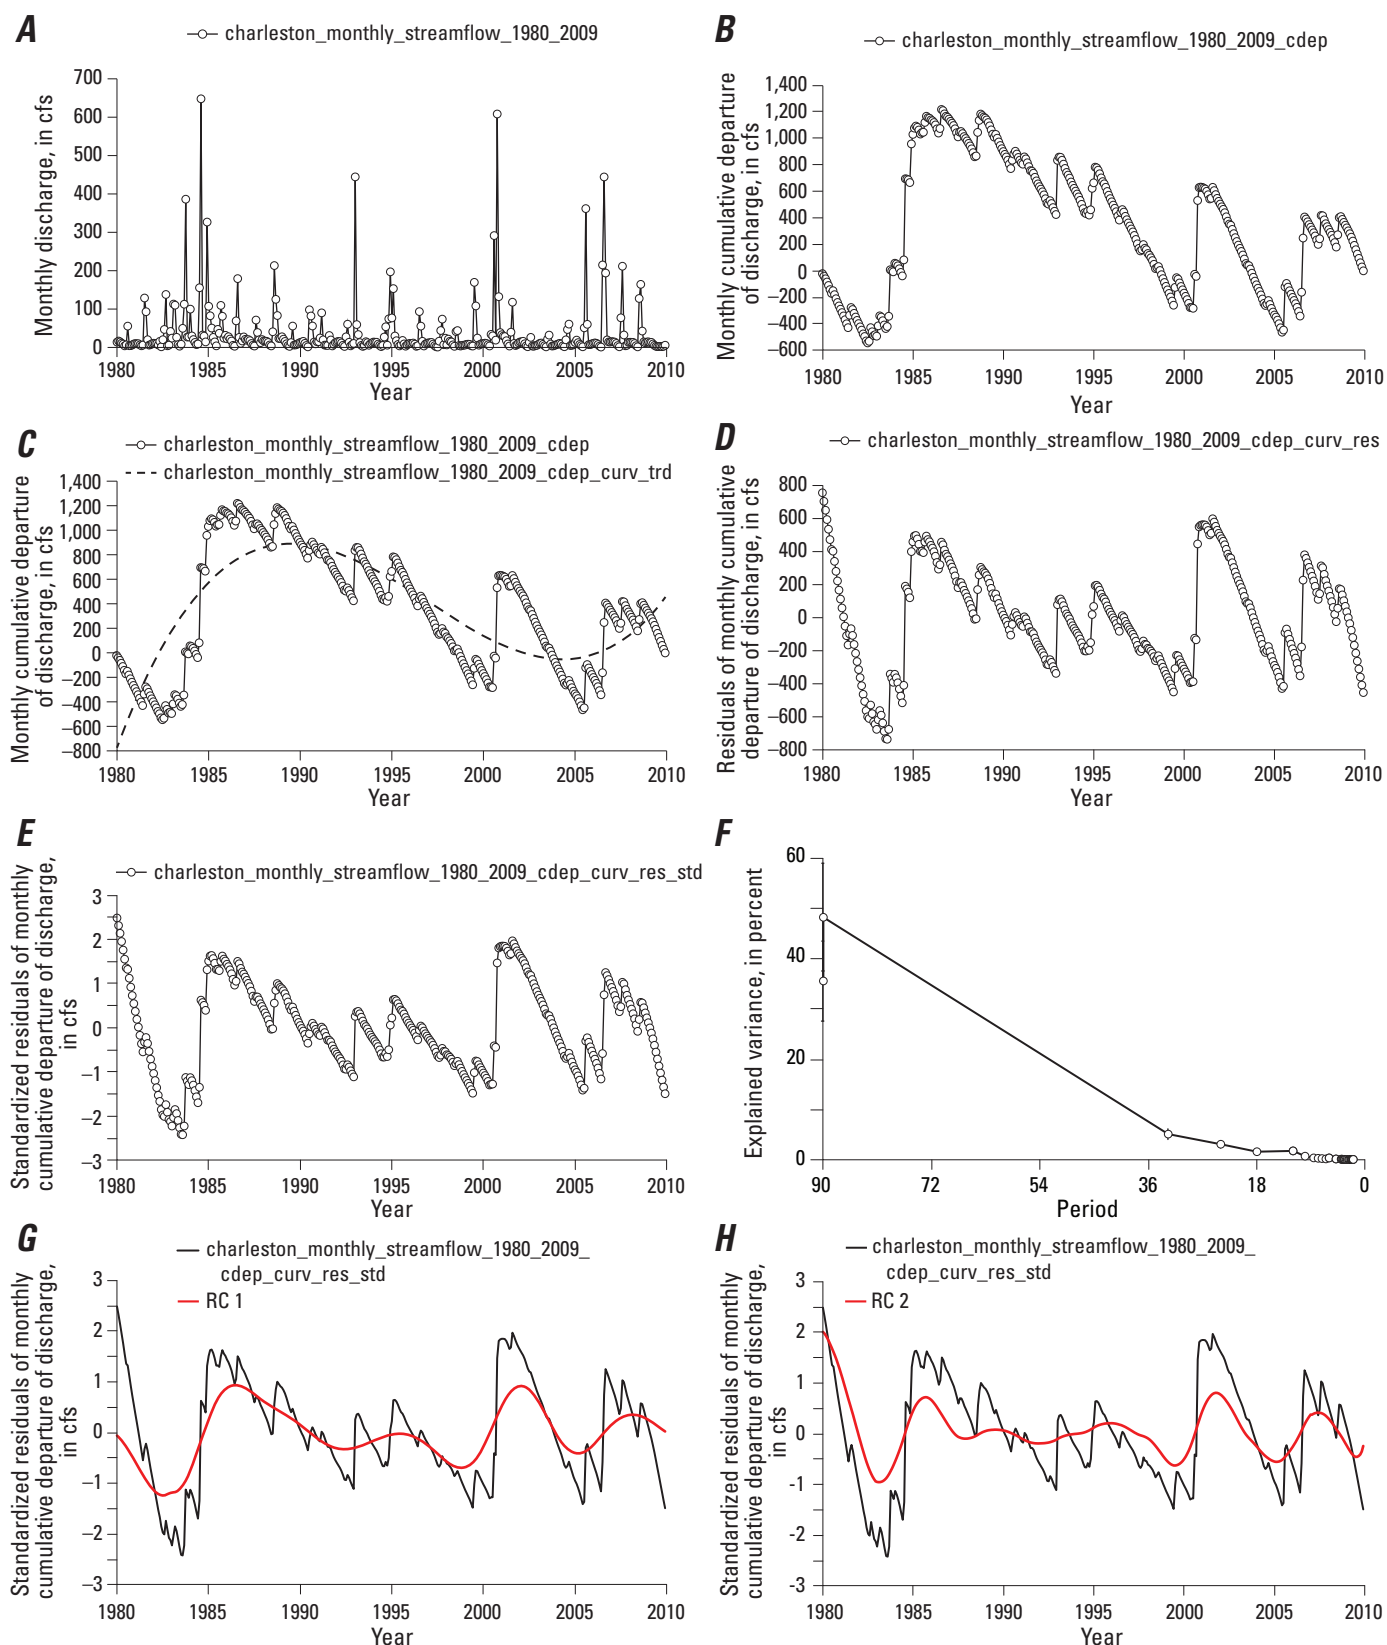 A
charleston_monthly_streamflow_1980_2009
Monthly discharge, in cfs
700
600
500
400
300
200
100
0
1980 1985 1990 1995 2000 2005 2010
Year
B
charleston_monthly_streamflow_1980_2009_cdep
Monthly cumulative departure
of discharge, in cfs
1,400
1,200
1,000
800
600
400
200
0
−200
−400
−600
1980 1985 1990 1995 2000 2005 2010
Year
C
charleston_monthly_streamflow_1980_2009_cdep
charleston_monthly_streamflow_1980_2009_cdep_curv_trd
Monthly cumulative departure
of discharge, in cfs
1,400
1,200
1,000
800
600
400
200
0
−200
−400
−600
−800
1980 1985 1990 1995 2000 2005 2010
Year
D
charleston_monthly_streamflow_1980_2009_cdep_curv_res
Residuals of monthly cumulative
departure of discharge, in cfs
800
600
400
200
0
−200
−400
−600
−800
1980 1985 1990 1995 2000 2005 2010
Year
E
charleston_monthly_streamflow_1980_2009_cdep_curv_res_std
Standardized residuals of monthly
cumulative departure of discharge,
in cfs
3
2
1
0
−1
−2
−3
1980 1985 1990 1995 2000 2005 2010
Year
F
Explained variance, in percent
60
40
20
0
90 72 54 36 18 0
Period
G
charleston_monthly_streamflow_1980_2009_
cdep_curv_res_std
RC 1
Standardized residuals of monthly
cumulative departure of discharge,
in cfs
3
2
1
0
−1
−2
−3
1980 1985 1990 1995 2000 2005 2010
Year
H
charleston_monthly_streamflow_1980_2009_
cdep_curv_res_std
RC 2
Standardized residuals of monthly
cumulative departure of discharge,
in cfs
3
2
1
0
-1
-2
-3
1980 1985 1990 1995 2000 2005 2010
Year